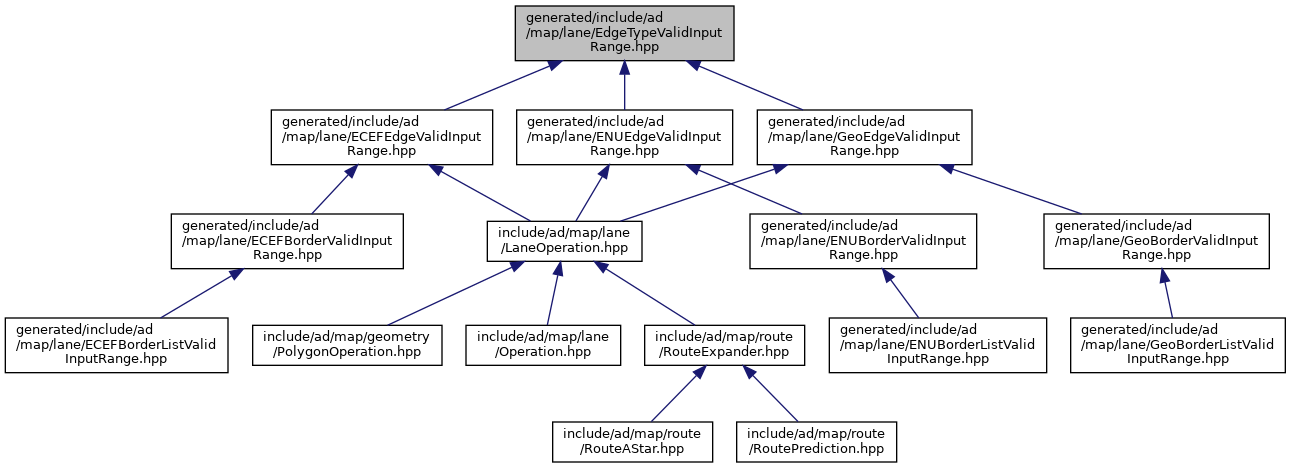 generated/include/ad
/map/lane/EdgeTypeValidInput
Range.hpp
generated/include/ad
/map/lane/ECEFEdgeValidInput
Range.hpp
generated/include/ad
/map/lane/ENUEdgeValidInput
Range.hpp
generated/include/ad
/map/lane/GeoEdgeValidInput
Range.hpp
generated/include/ad
/map/lane/ECEFBorderValidInput
Range.hpp
include/ad/map/lane
/LaneOperation.hpp
generated/include/ad
/map/lane/ENUBorderValidInput
Range.hpp
generated/include/ad
/map/lane/GeoBorderValidInput
Range.hpp
generated/include/ad
/map/lane/ECEFBorderListValid
InputRange.hpp
include/ad/map/geometry
/PolygonOperation.hpp
include/ad/map/lane
/Operation.hpp
include/ad/map/route
/RouteExpander.hpp
generated/include/ad
/map/lane/ENUBorderListValid
InputRange.hpp
generated/include/ad
/map/lane/GeoBorderListValid
InputRange.hpp
include/ad/map/route
/RouteAStar.hpp
include/ad/map/route
/RoutePrediction.hpp